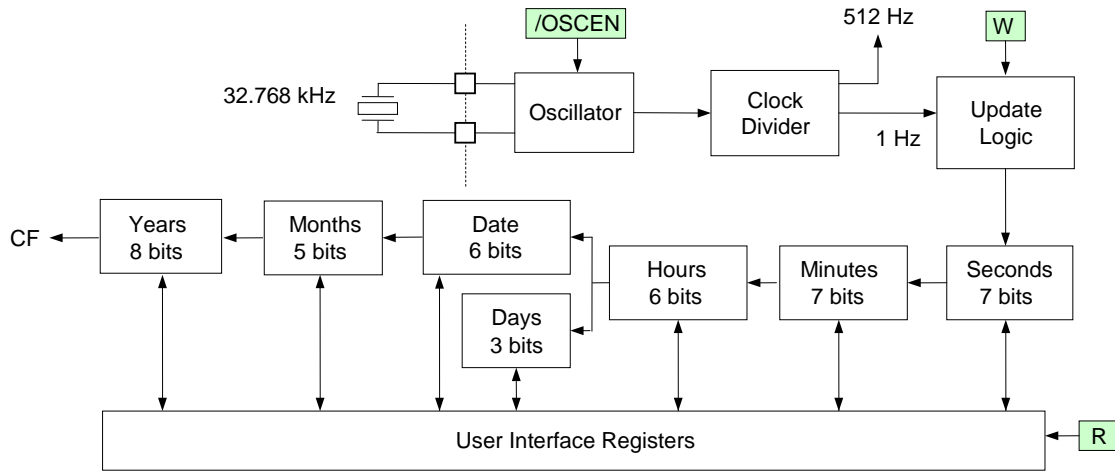 /OSCEN
512 Hz
W
32.768 kHz
Oscillator
Clock
Divider
1 Hz
Update
Logic
CF
Years
8 bits
Months
5 bits
Date
6 bits
Days
3 bits
Hours
6 bits
Minutes
7 bits
Seconds
7 bits
User Interface Registers
R